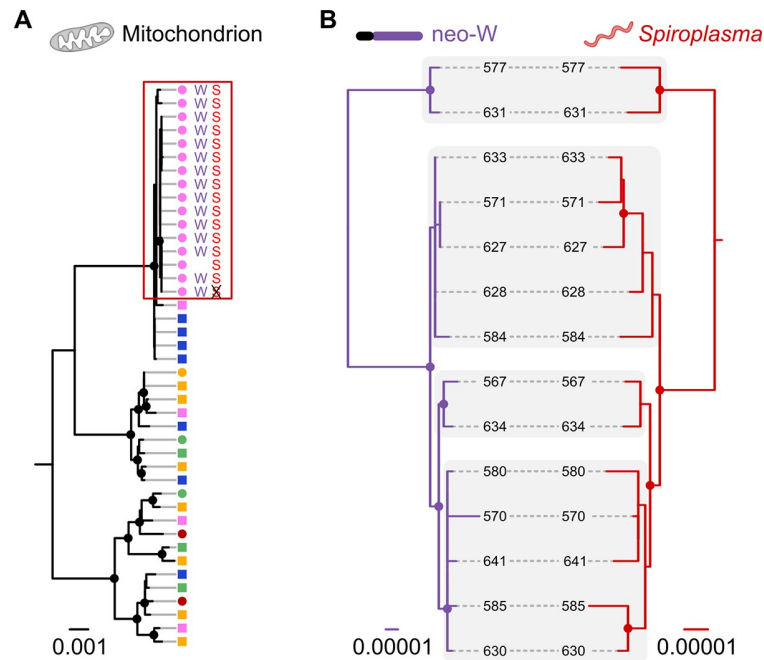 A
Mitochondrion
W S
W S
W S
W S
W S
W S
W S
W S
W S
W S
W S
W S
W S
S
W S
W S
0.001
B
neo-W
Spiroplasma
577 577
631 631
633 633
571 571
627 627
628 628
584 584
567 567
634 634
580 580
570 570
641 641
585 585
630 630
0.00001 0.00001